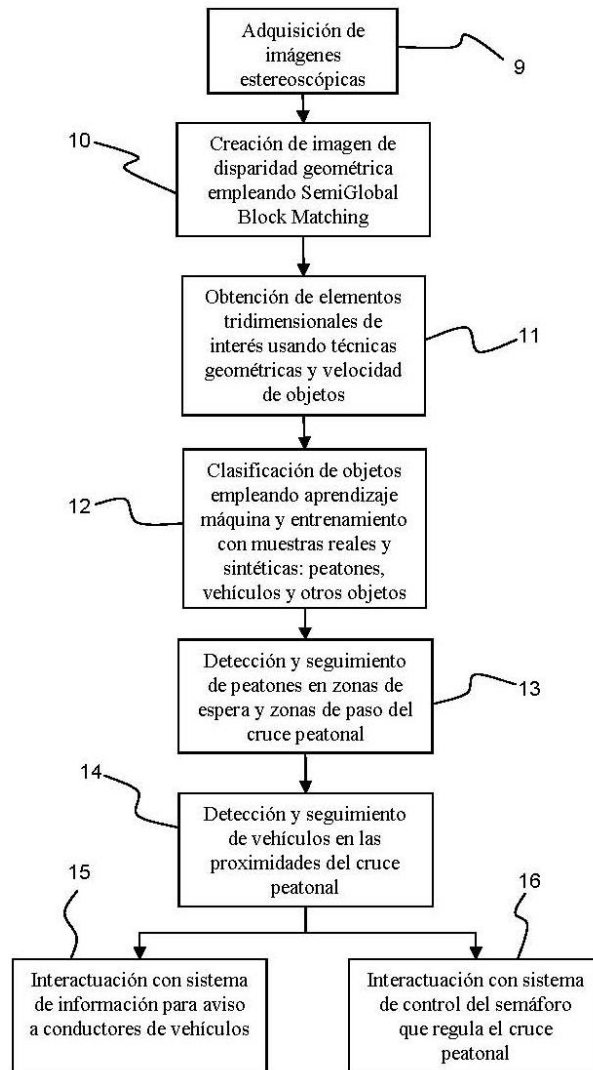 Adquisición de
imágenes
estereoscópicas
9
10
Creación de imagen de
disparidad geométrica
empleando SemiGlobal
Block Matching
Obtención de elementos
tridimensionales de
interés usando técnicas
geométricas y velocidad
de objetos
11
12
Clasificación de objetos
empleando aprendizaje
máquina y entrenamiento
con muestras reales y
sintéticas: peatones,
vehículos y otros objetos
Detección y seguimiento
de peatones en zonas de
espera y zonas de paso del
cruce peatonal
13
14
Detección y seguimiento
de vehículos en las
proximidades del cruce
peatonal
15
Interactuación con sistema
de información para aviso
a conductores de vehículos
16
Interactuación con sistema
de control del semáforo
que regula el cruce
peatonal